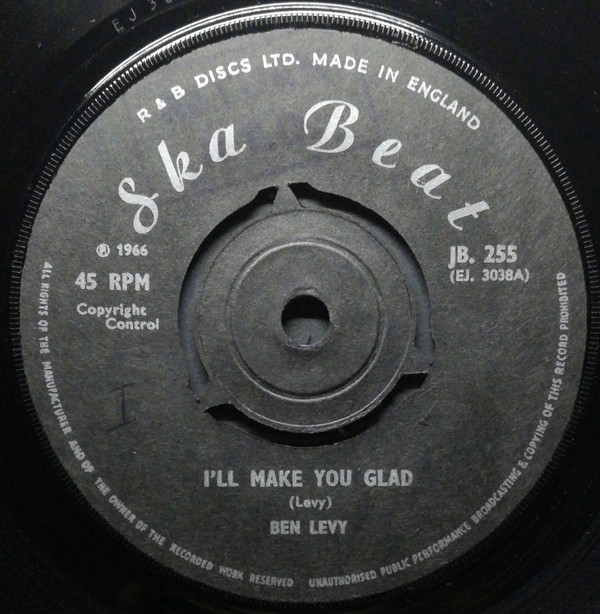 R & B DISCS LTD. MADE IN ENGLAND
Ska Beat
℗ 1966
45 RPM
Copyright
Control
JB. 255
(EJ. 3038A)
I'LL MAKE YOU GLAD
(Levy)
BEN LEVY
ALL RIGHTS OF THE MANUFACTURER AND OF THE OWNER OF THE RECORDED WORK RESERVED UNAUTHORISED PUBLIC PERFORMANCE BROADCASTING & COPYING OF THIS RECORD PROHIBITED